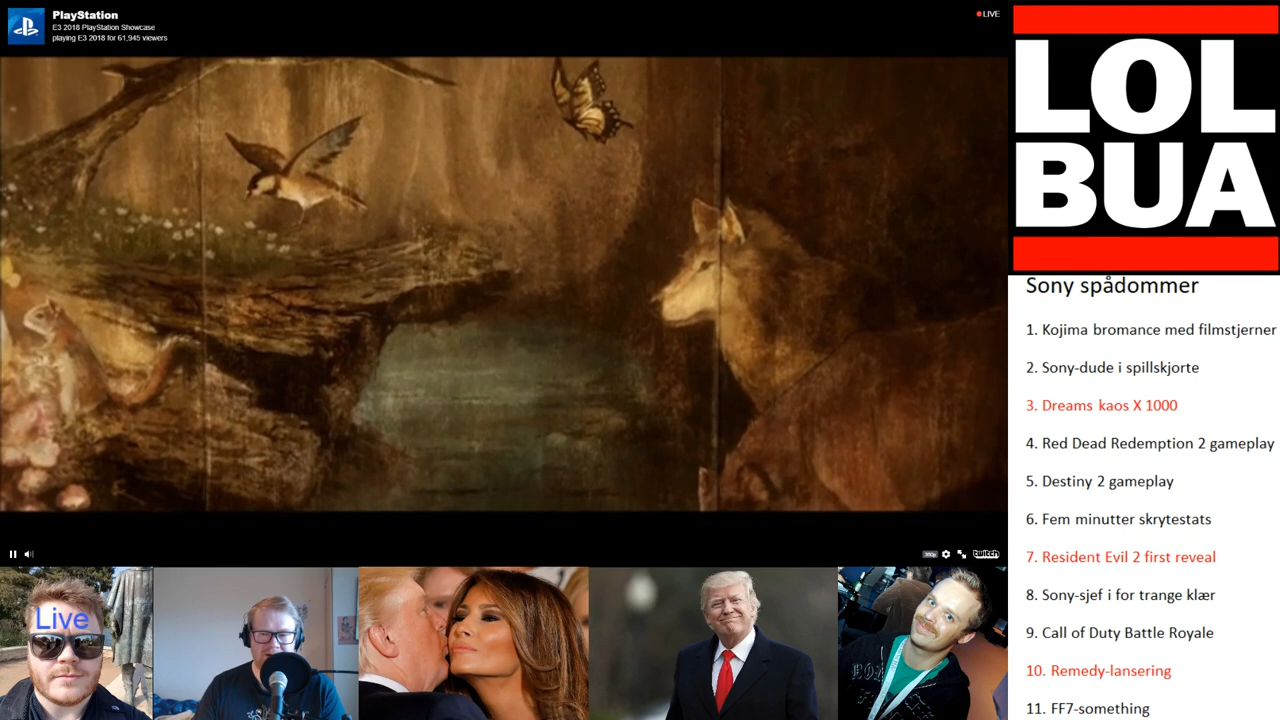 PlayStation
E3 2018 PlayStation Showcase
playing E3 2018 for 61,945 viewers
LIVE
LOL
BUA
Sony spådommer
1. Kojima bromance med filmstjerner
2. Sony-dude i spillskjorte
3. Dreams kaos X 1000
4. Red Dead Redemption 2 gameplay
5. Destiny 2 gameplay
6. Fem minutter skrytestats
7. Resident Evil 2 first reveal
8. Sony-sjef i for trange klær
9. Call of Duty Battle Royale
10. Remedy-lansering
11. FF7-something
twitch
Live